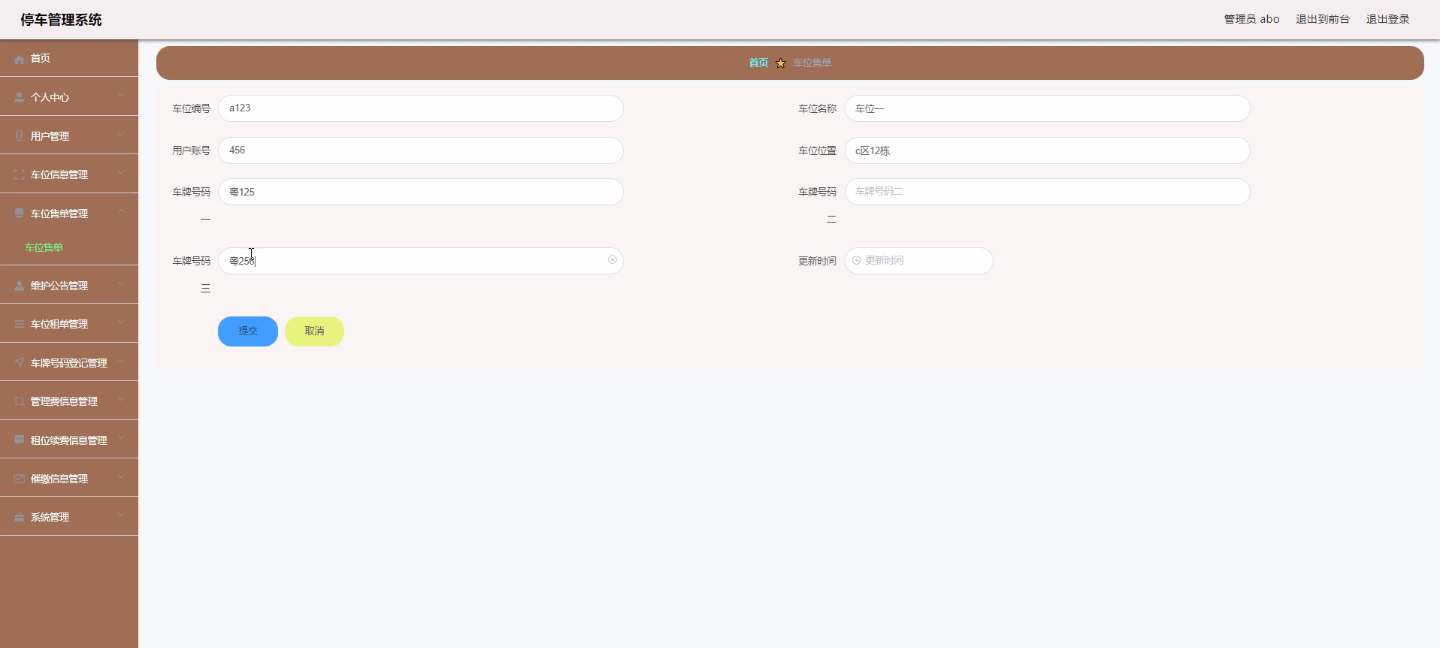 停车管理系统
管理员 abo 退出到前台 退出登录
首页
个人中心
用户管理
车位信息管理
车位售单管理
车位售单
维护公告管理
车位租单管理
车牌号码登记管理
管理费信息管理
租位续费信息管理
催缴信息管理
系统管理
首页 车位售单
车位编号 a123
车位名称 车位一
用户账号 456
车位位置 c区12栋
车牌号码一 粤125
车牌号码二 车牌号码二
车牌号码三 粤256
更新时间 更新时间
提交 取消